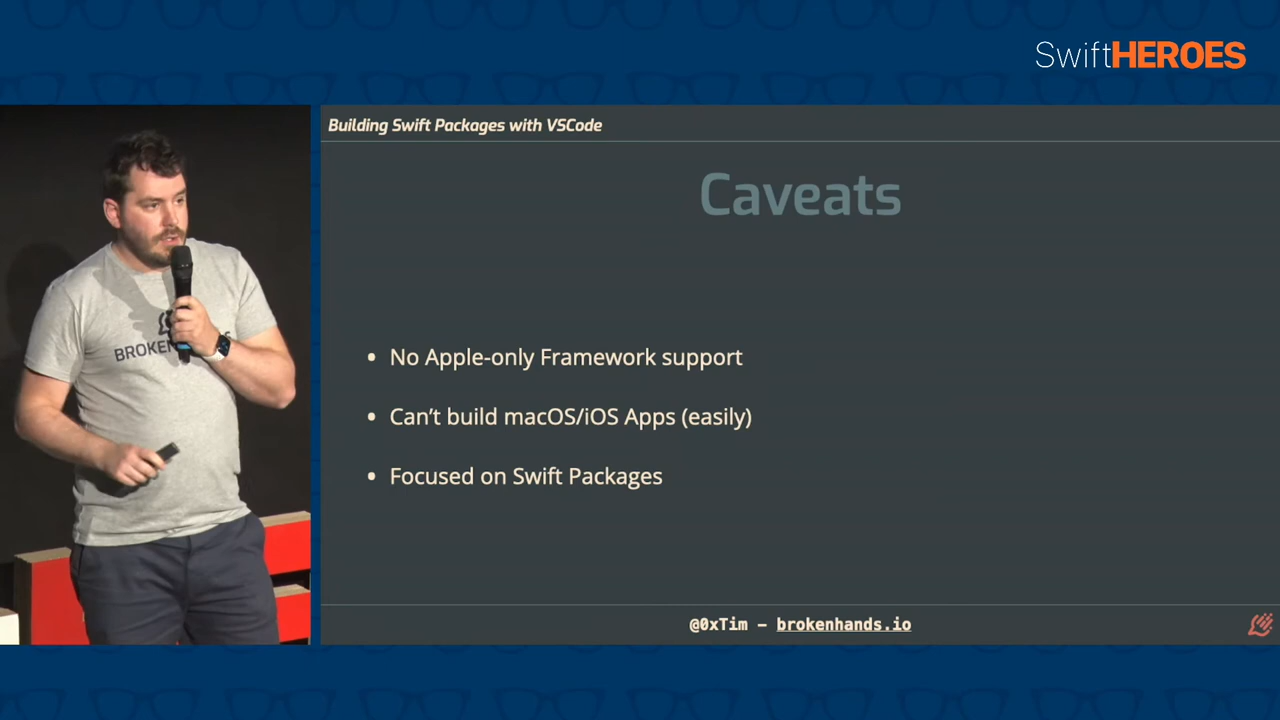 SwiftHEROES
Building Swift Packages with VSCode
Caveats
• No Apple-only Framework support
• Can't build macOS/iOS Apps (easily)
• Focused on Swift Packages
@0xTim – brokenhands.io
BROKEN